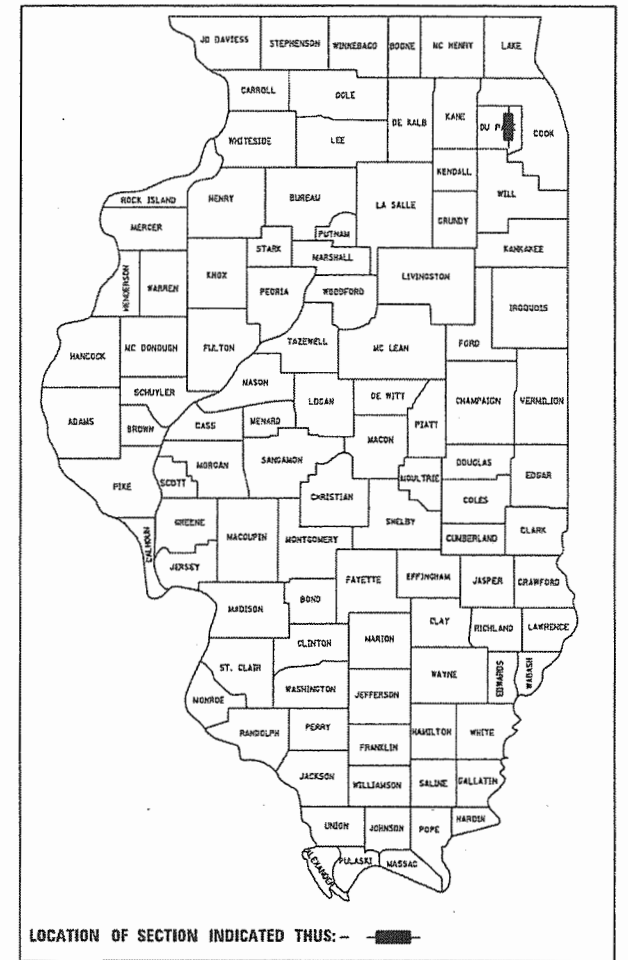 JO DAVIESS
STEPHENSON
WINNEBAGO
BOONE
MC HENRY
LAKE
CARROLL
OGLE
DE KALB
KANE
DU PA
COOK
WHITESIDE
LEE
KENDALL
WILL
ROCK ISLAND
HENRY
BUREAU
LA SALLE
GRUNDY
MERCER
PUTNAM
KANKAKEE
STARK
MARSHALL
HENDERSON
WARREN
KNOX
PEORIA
WOODFORD
LIVINGSTON
IROQUOIS
HANCOCK
MC DONOUGH
FULTON
TAZEWELL
MC LEAN
FORD
SCHUYLER
MASON
LOGAN
DE WITT
CHAMPAIGN
VERMILION
ADAMS
BROWN
CASS
MENARD
MACON
PIATT
PIKE
SCOTT
MORGAN
SANGAMON
CHRISTIAN
MOULTRIE
DOUGLAS
COLES
EDGAR
CALHOUN
GREENE
MACOUPIN
MONTGOMERY
SHELBY
CUMBERLAND
CLARK
JERSEY
FAYETTE
EFFINGHAM
JASPER
CRAWFORD
MADISON
BOND
CLAY
RICHLAND
LAWRENCE
CLINTON
MARION
ST. CLAIR
WAYNE
EDWARDS
WABASH
WASHINGTON
JEFFERSON
MONROE
RANDOLPH
PERRY
HAMILTON
WHITE
FRANKLIN
JACKSON
WILLIAMSON
SALINE
GALLATIN
UNION
JOHNSON
POPE
HARDIN
ALEXANDER
PULASKI
MASSAC
LOCATION OF SECTION INDICATED THUS:-